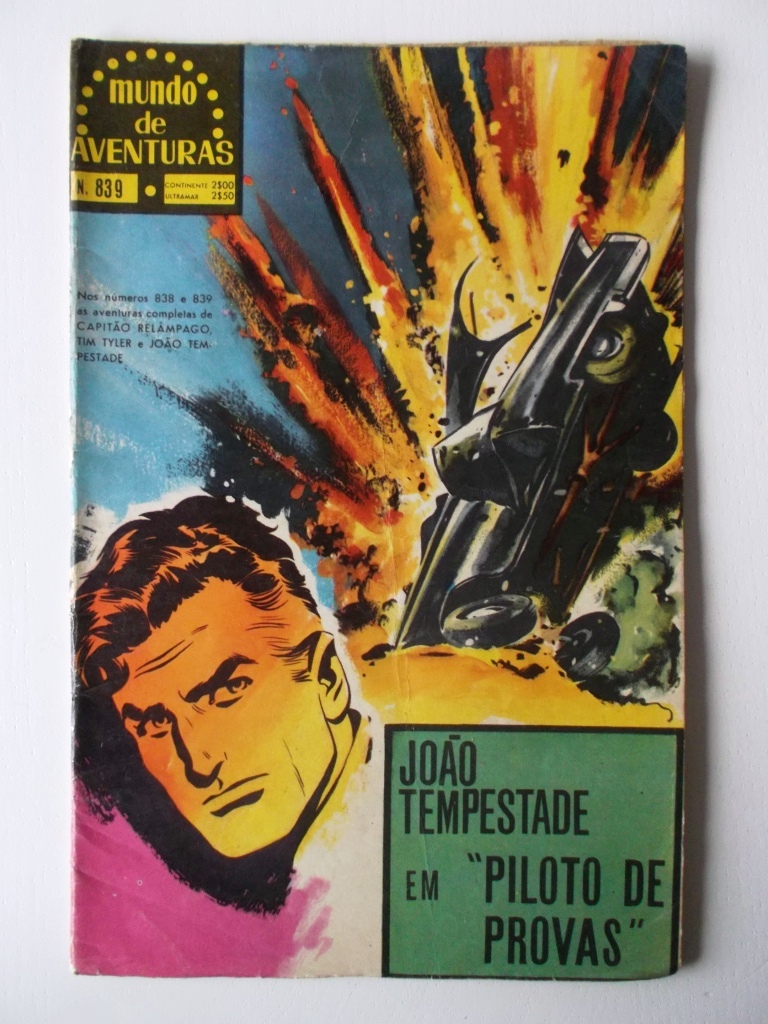 mundo
de
AVENTURAS
N. 839
CONTINENTE 2$00
ULTRAMAR 2$50
Nos números 838 e 839
as aventuras completas de
CAPITÃO RELÂMPAGO,
TIM TYLER e JOÃO TEM-
PESTADE
JOÃO
TEMPESTADE
EM "PILOTO DE
PROVAS"